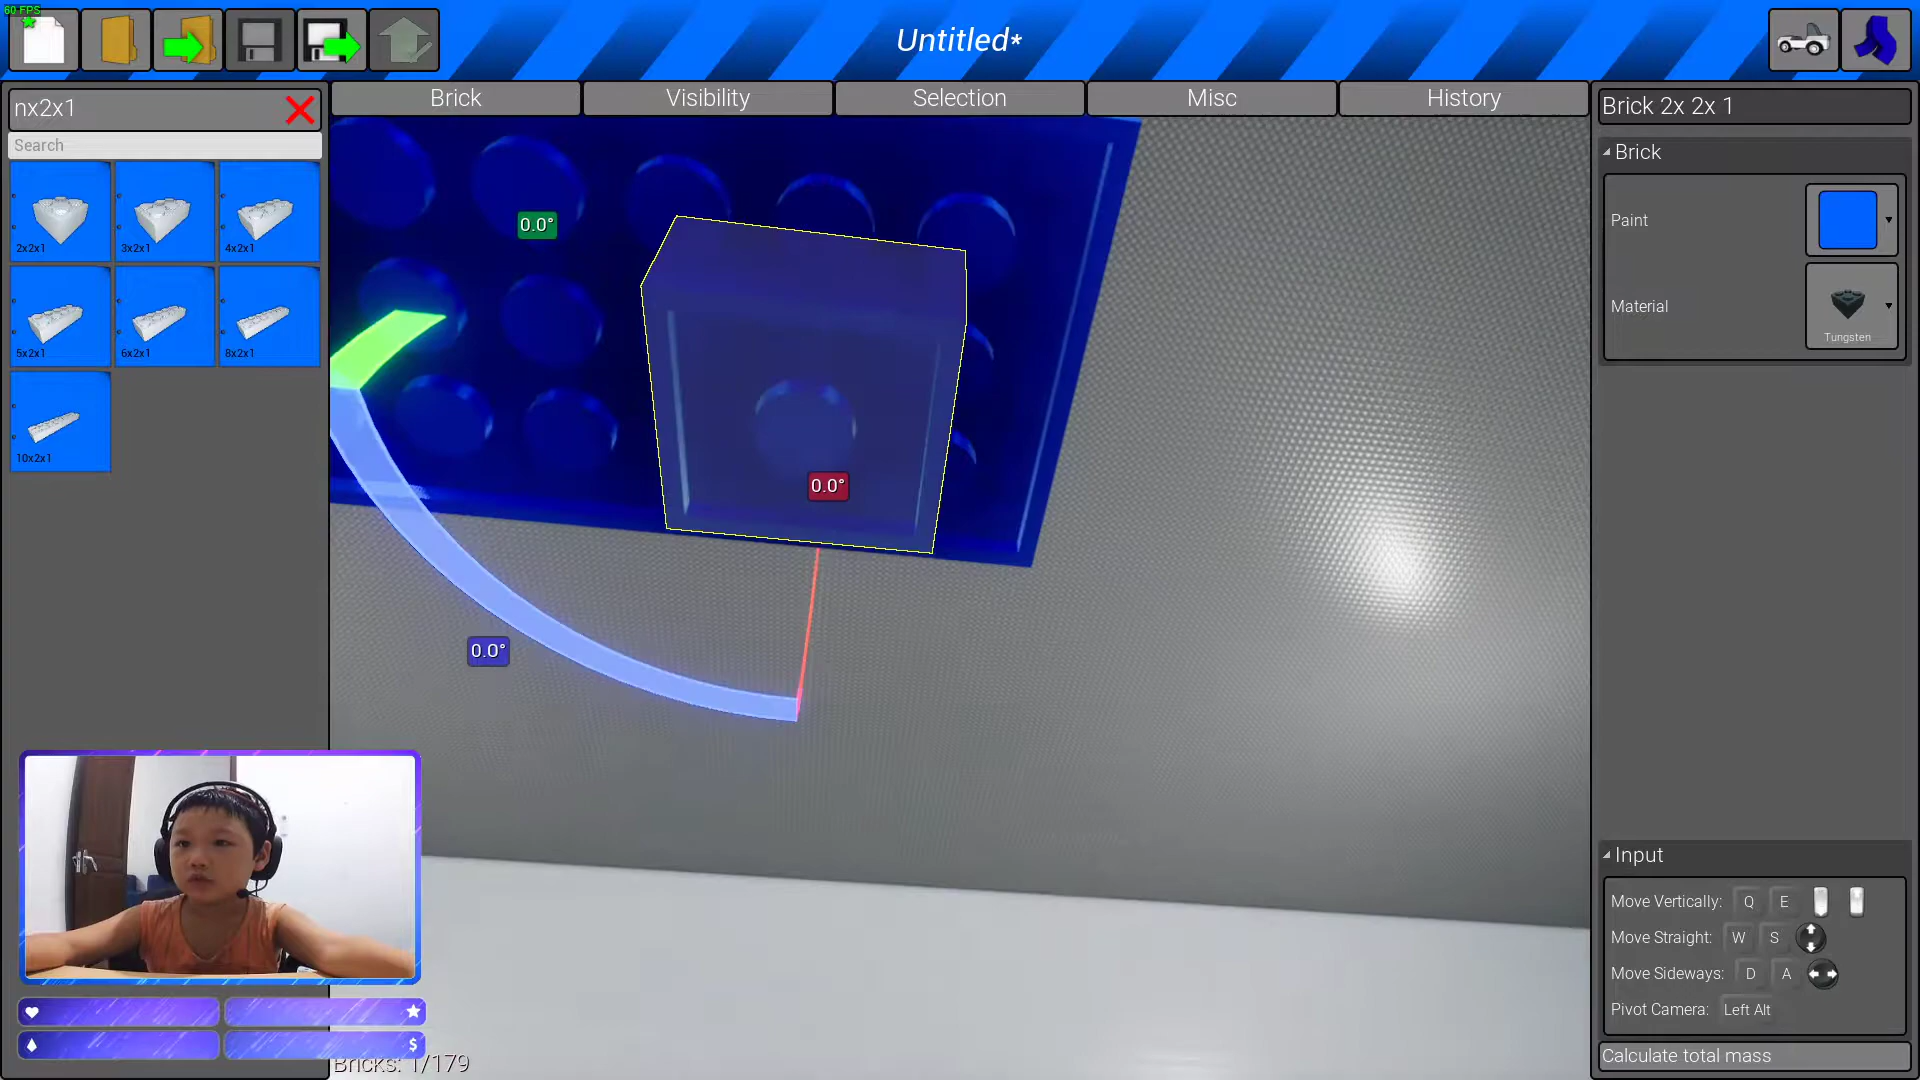 60 FPS
Untitled*
nx2x1
Search
2x2x1
3x2x1
4x2x1
5x2x1
6x2x1
8x2x1
10x2x1
Brick
Visibility
Selection
Misc
History
0.0°
0.0°
0.0°
Bricks: 1/179
$
Brick 2x 2x 1
Brick
Paint
Material
Tungsten
Input
Move Vertically: Q E
Move Straight: W S
Move Sideways: D A
Pivot Camera: Left Alt
Calculate total mass